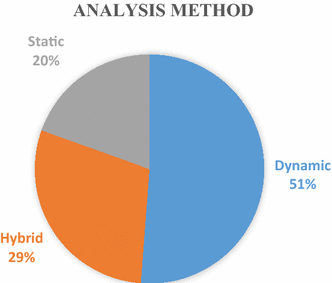 ANALYSIS METHOD
Static
20%
Dynamic
51%
Hybrid
29%